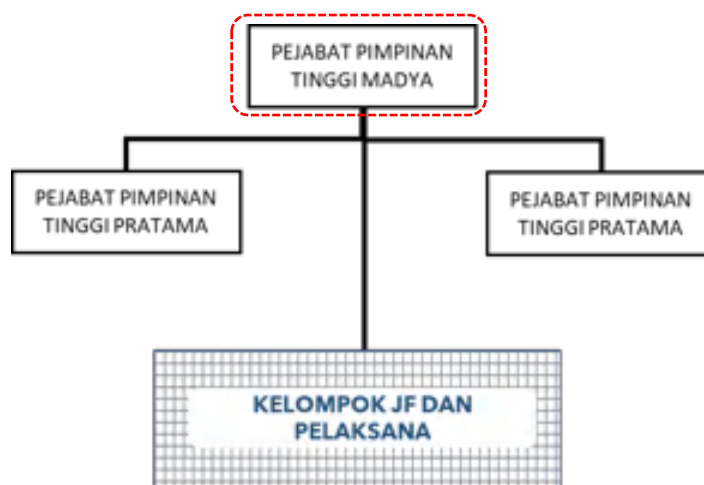 PEJABAT PIMPINAN
TINGGI MADYA
PEJABAT PIMPINAN
TINGGI PRATAMA
PEJABAT PIMPINAN
TINGGI PRATAMA
KELOMPOK JF DAN
PELAKSANA